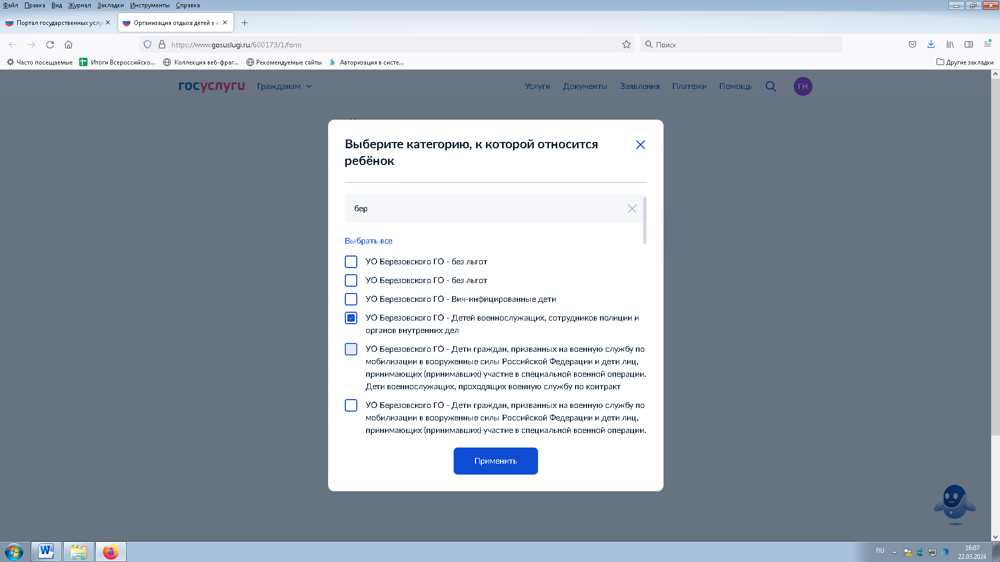 Файл Правка Вид Журнал Закладки Инструменты Справка
Портал государственных услу
Организация отдыха детей в к
https://www.gosuslugi.ru/600173/1/form
Поиск
Часто посещаемые Итоги Всероссийско... Коллекция веб-фраг... Рекомендуемые сайты Авторизация в систе... Другие закладки
госуслуги Гражданам Услуги Документы Заявления Платежи Помощь ГН
Выберите категорию, к которой относится
ребёнок
бер
Выбрать все
УО Березовского ГО - без льгот
УО Березовского ГО - без льгот
УО Березовского ГО - Вич-инфицированные дети
УО Березовского ГО - Детей военнослужащих, сотрудников полиции и
органов внутренних дел
УО Березовского ГО - Дети граждан, призванных на военную службу по
мобилизации в вооруженные силы Российской Федерации и дети лиц,
принимающих (принимавших) участие в специальной военной операции.
Дети военнослужащих, проходящих военную службу по контракт
УО Березовского ГО - Дети граждан, призванных на военную службу по
мобилизации в вооруженные силы Российской Федерации и дети лиц,
принимающих (принимавших) участие в специальной военной операции.
Применить
RU
16:07
22.03.2024